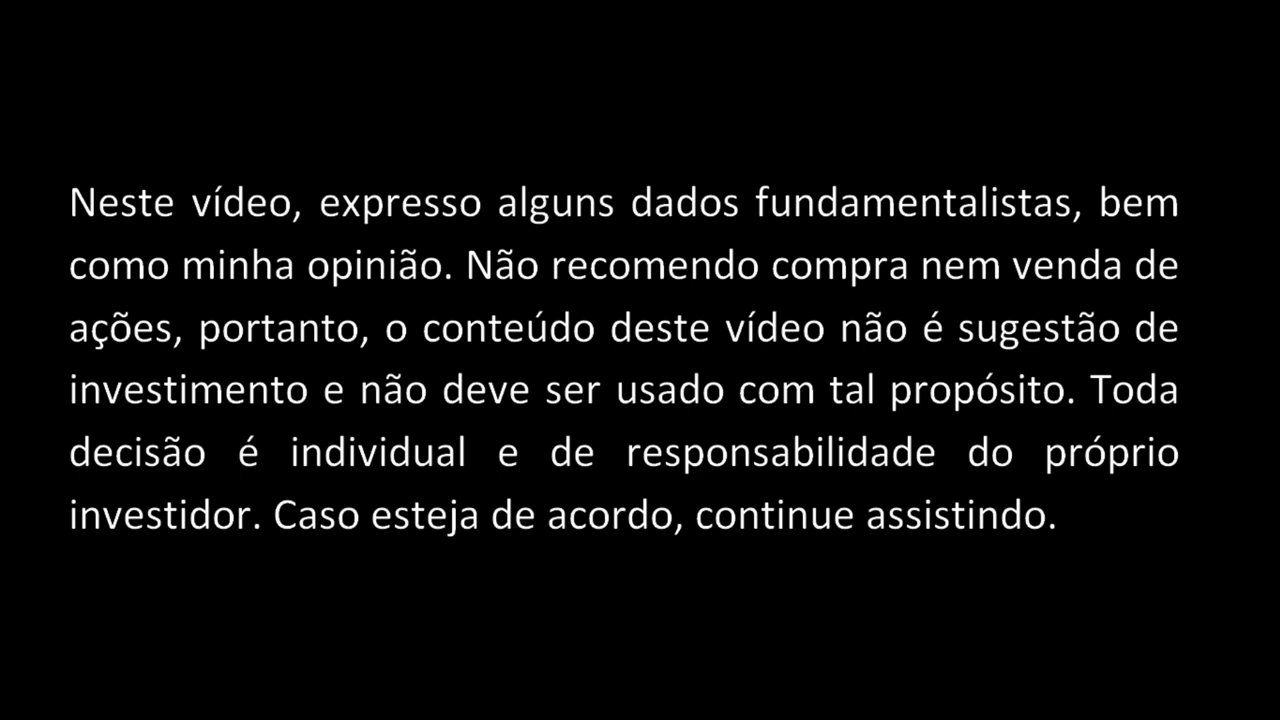 Neste vídeo, expresso alguns dados fundamentalistas, bem
como minha opinião. Não recomendo compra nem venda de
ações, portanto, o conteúdo deste vídeo não é sugestão de
investimento e não deve ser usado com tal propósito. Toda
decisão é individual e de responsabilidade do próprio
investidor. Caso esteja de acordo, continue assistindo.